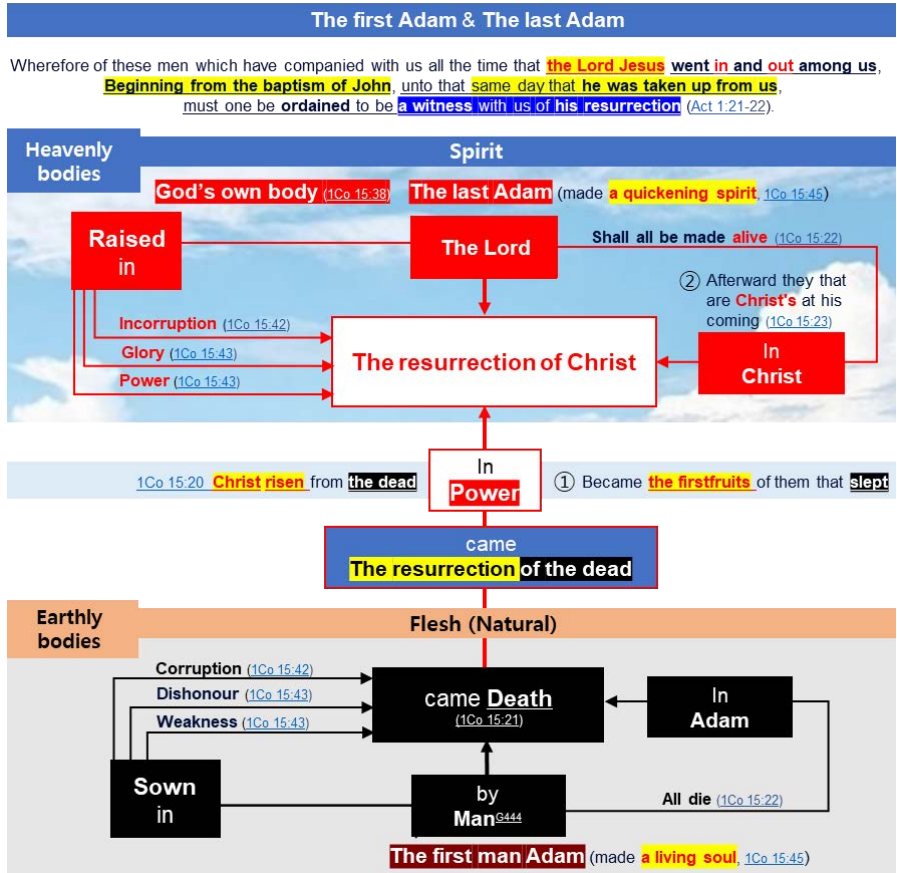 The first Adam & The last Adam
Wherefore of these men which have companied with us all the time that the Lord Jesus went in and out among us,
Beginning from the baptism of John, unto that same day that he was taken up from us,
must one be ordained to be a witness with us of his resurrection (Act 1:21-22).
Heavenly
bodies
Spirit
God's own body (1Co 15:38) The last Adam (made a quickening spirit, 1Co 15:45)
Raised
in
The Lord
Shall all be made alive (1Co 15:22)
② Afterward they that
are Christ's at his
coming (1Co 15:23)
Incorruption (1Co 15:42)
Glory (1Co 15:43)
Power (1Co 15:43)
The resurrection of Christ
In
Christ
1Co 15:20 Christ risen from the dead
In
Power
① Became the firstfruits of them that slept
came
The resurrection of the dead
Earthly
bodies
Flesh (Natural)
Corruption (1Co 15:42)
Dishonour (1Co 15:43)
Weakness (1Co 15:43)
came Death
(1Co 15:21)
In
Adam
Sown
in
by
ManG444
All die (1Co 15:22)
The first man Adam (made a living soul, 1Co 15:45)